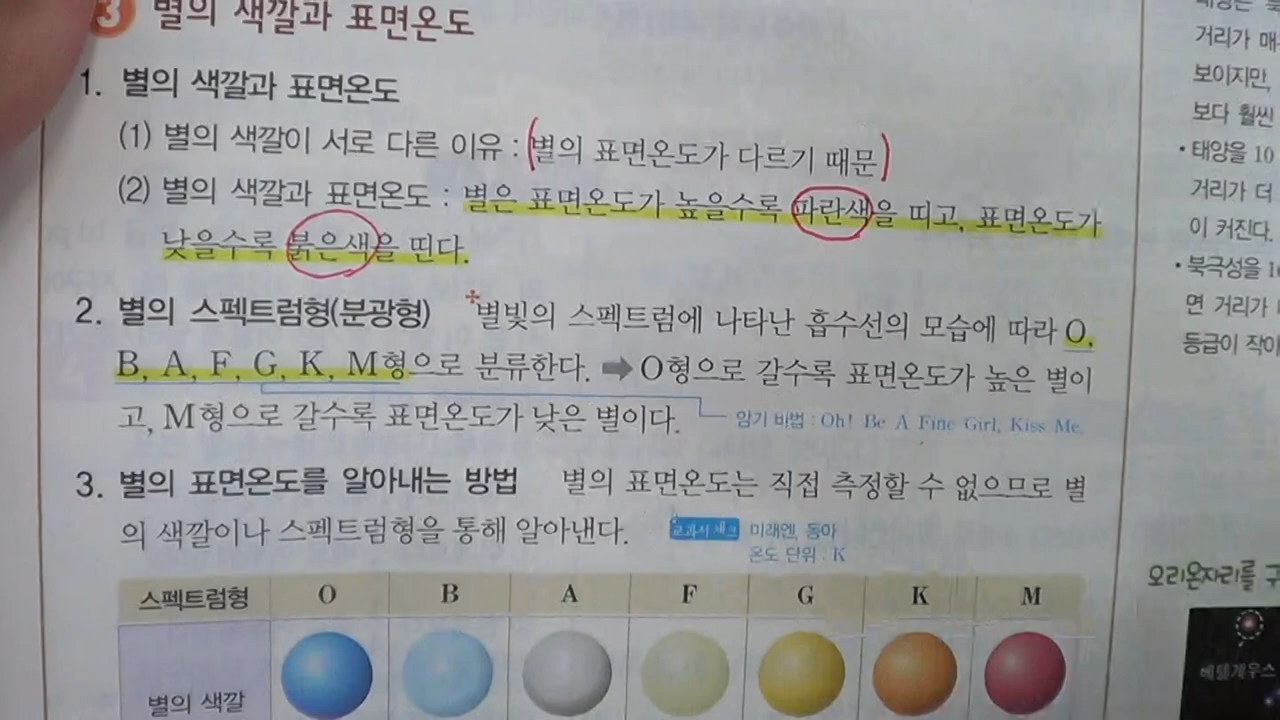 3 별의 색깔과 표면온도
1. 별의 색깔과 표면온도
(1) 별의 색깔이 서로 다른 이유 : 별의 표면온도가 다르기 때문
(2) 별의 색깔과 표면온도 : 별은 표면온도가 높을수록 파란색을 띠고, 표면온도가
낮을수록 붉은색을 띤다.
2. 별의 스펙트럼형(분광형) 별빛의 스펙트럼에 나타난 흡수선의 모습에 따라 O,
B, A, F, G, K, M형으로 분류한다. ➡ O형으로 갈수록 표면온도가 높은 별이
고, M형으로 갈수록 표면온도가 낮은 별이다.
암기 비법 : Oh! Be A Fine Girl, Kiss Me.
3. 별의 표면온도를 알아내는 방법 별의 표면온도는 직접 측정할 수 없으므로 별
의 색깔이나 스펙트럼형을 통해 알아낸다.
교과서 체크 미래엔, 동아
온도 단위 : K
스펙트럼형 O B A F G K M
별의 색깔
거리가
보이지만,
보다 훨씬
• 태양을 10
거리가 더
이 커진다.
• 북극성을
면 거리가
등급이 작아
오리온자리를
베텔게우스